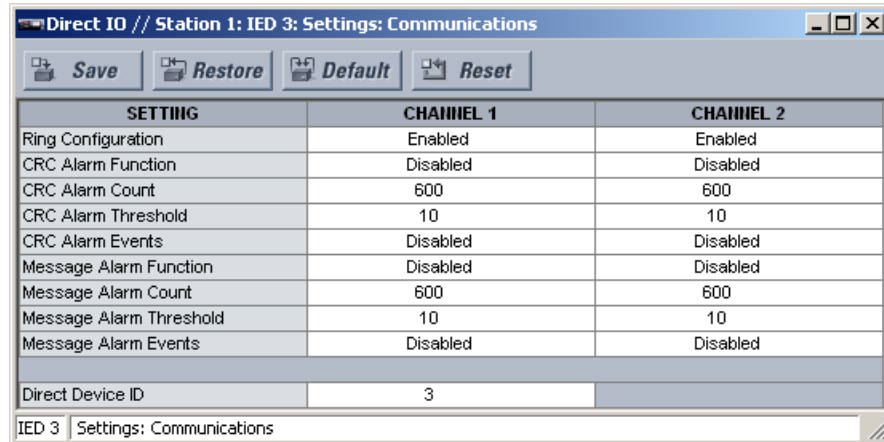 Direct IO // Station 1: IED 3: Settings: Communications
Save Restore Default Reset
SETTING CHANNEL 1 CHANNEL 2
Ring Configuration Enabled Enabled
CRC Alarm Function Disabled Disabled
CRC Alarm Count 600 600
CRC Alarm Threshold 10 10
CRC Alarm Events Disabled Disabled
Message Alarm Function Disabled Disabled
Message Alarm Count 600 600
Message Alarm Threshold 10 10
Message Alarm Events Disabled Disabled
Direct Device ID 3
IED 3 Settings: Communications